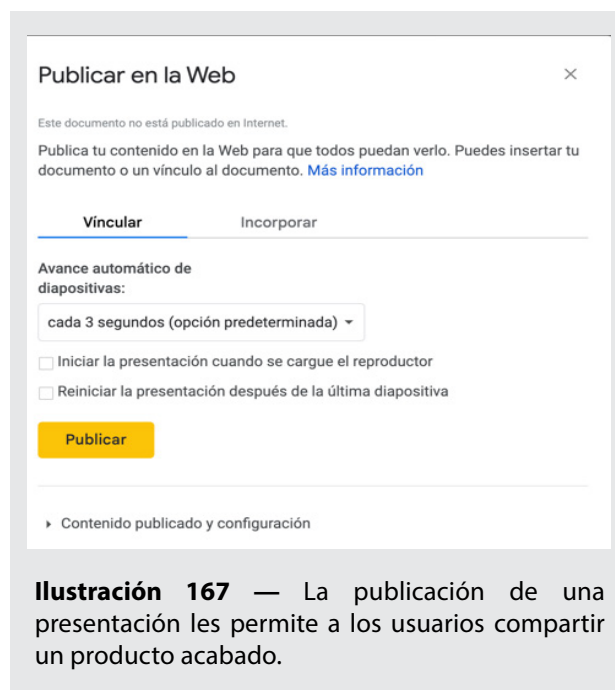 Publicar en la Web
Este documento no está publicado en Internet.
Publica tu contenido en la Web para que todos puedan verlo. Puedes insertar tu
documento o un vínculo al documento. Más información
Vincular Incorporar
Avance automático de
diapositivas:
cada 3 segundos (opción predeterminada)
Iniciar la presentación cuando se cargue el reproductor
Reiniciar la presentación después de la última diapositiva
Publicar
Contenido publicado y configuración
Ilustración 167 — La publicación de una
presentación les permite a los usuarios compartir
un producto acabado.